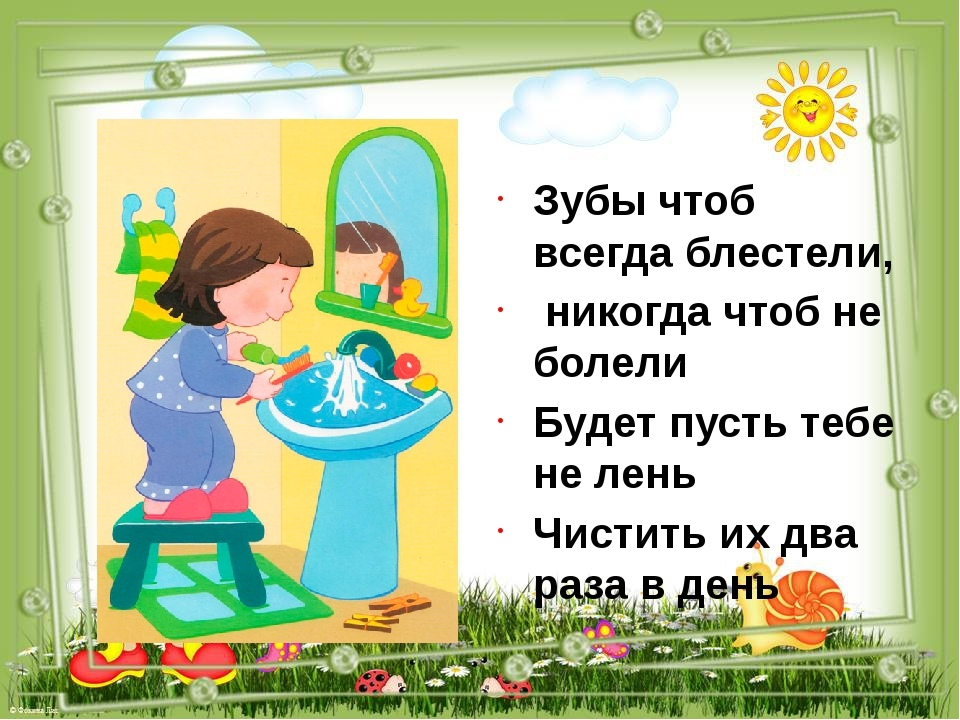 Зубы чтоб
всегда блестели,
никогда чтоб не
болели
Будет пусть тебе
не лень
Чистить их два
раза в день